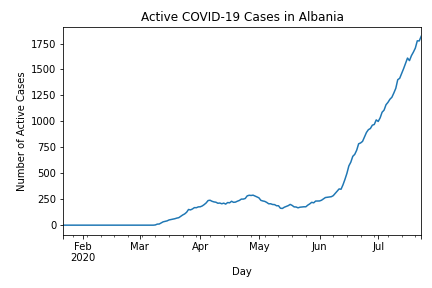 Active COVID-19 Cases in Albania
1750
1500
1250
1000
750
500
250
0
Number of Active Cases
Feb Mar Apr May Jun Jul
2020
Day